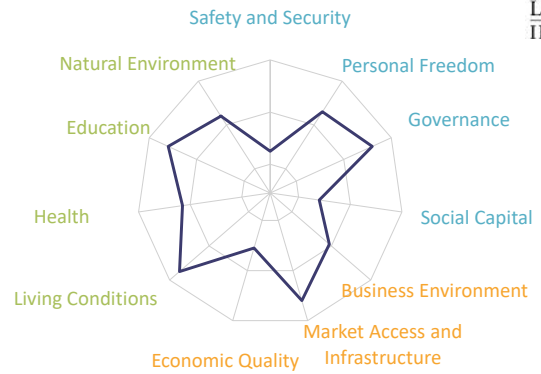 Safety and Security
Natural Environment
Personal Freedom
Education
Governance
Health
Social Capital
Living Conditions
Business Environment
Market Access and
Infrastructure
Economic Quality